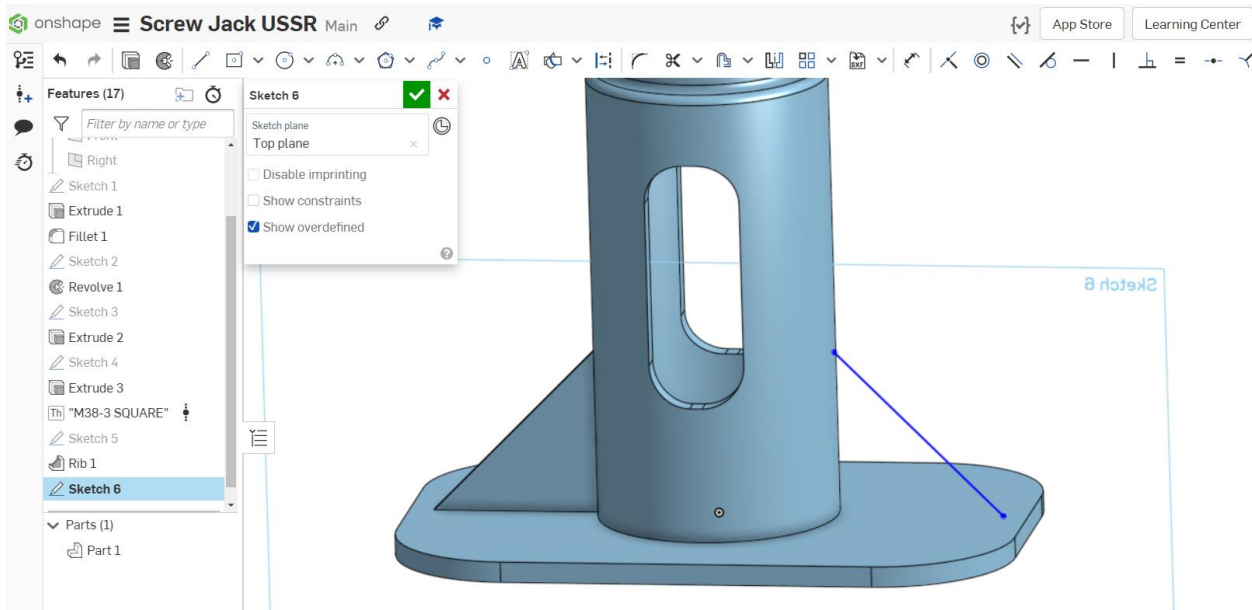 onshape Screw Jack USSR Main App Store Learning Center
Features (17)
Filter by name or type
Front
Right
Sketch 1
Extrude 1
Fillet 1
Sketch 2
Revolve 1
Sketch 3
Extrude 2
Sketch 4
Extrude 3
Th "M38-3 SQUARE"
Sketch 5
Rib 1
Sketch 6
Parts (1)
Part 1
Sketch 6
Sketch plane
Top plane
Disable imprinting
Show constraints
Show overdefined
Sketch 6